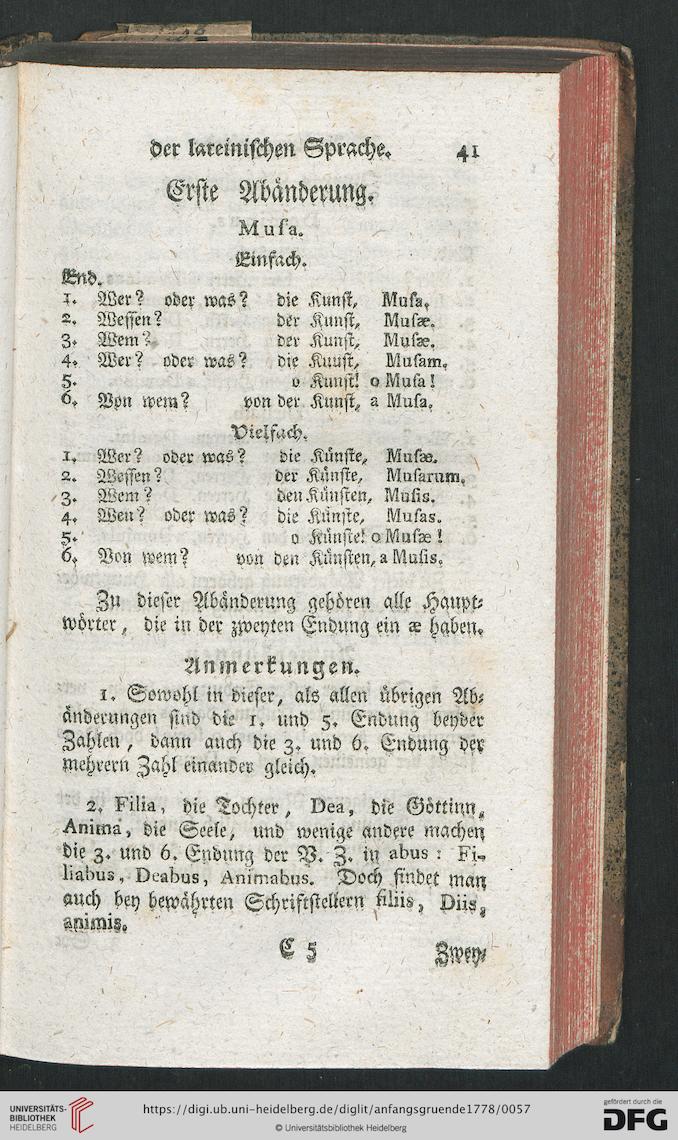 der lateinischen Sprache. 41
Erste Abänderung.
Musa.
Einfach.
End.
1. Wer? oder was? die Kunst, Musa.
2. Wessen? der Kunst, Musæ.
3. Wem? der Kunst, Musæ.
4. Wer? oder was? die Kuust, Musam.
5. o Kunst! o Musa!
6. Von wem? von der Kunst, a Musa.
Vielfach.
1. Wer? oder was? die Künste, Musæ.
2. Wessen? der Künste, Musarum.
3. Wem? den Künsten, Musis.
4. Wen? oder was? die Künste, Musas.
5. o Künste! o Musæ!
6. Von wem? von den Künsten, a Musis.
Zu dieser Abänderung gehören alle Haupt-
wörter, die in der zweyten Endung ein æ haben.
Anmerkungen.
1. Sowohl in dieser, als allen übrigen Ab-
änderungen sind die 1. und 5. Endung beyder
Zahlen, dann auch die 3. und 6. Endung der
mehrern Zahl einander gleich.
2. Filia, die Tochter, Dea, die Göttinn,
Anima, die Seele, und wenige andere machen
die 3. und 6. Endung der V. Z. in abus: Fi-
liabus, Deabus, Animabus. Doch findet man
auch bey bewährten Schriftstellern filiis, Diis,
animis.
C 5 Zwey-
UNIVERSITÄTS-
BIBLIOTHEK
HEIDELBERG
https://digi.ub.uni-heidelberg.de/diglit/anfangsgruende1778/0057
© Universitätsbibliothek Heidelberg
gefördert durch die
DFG